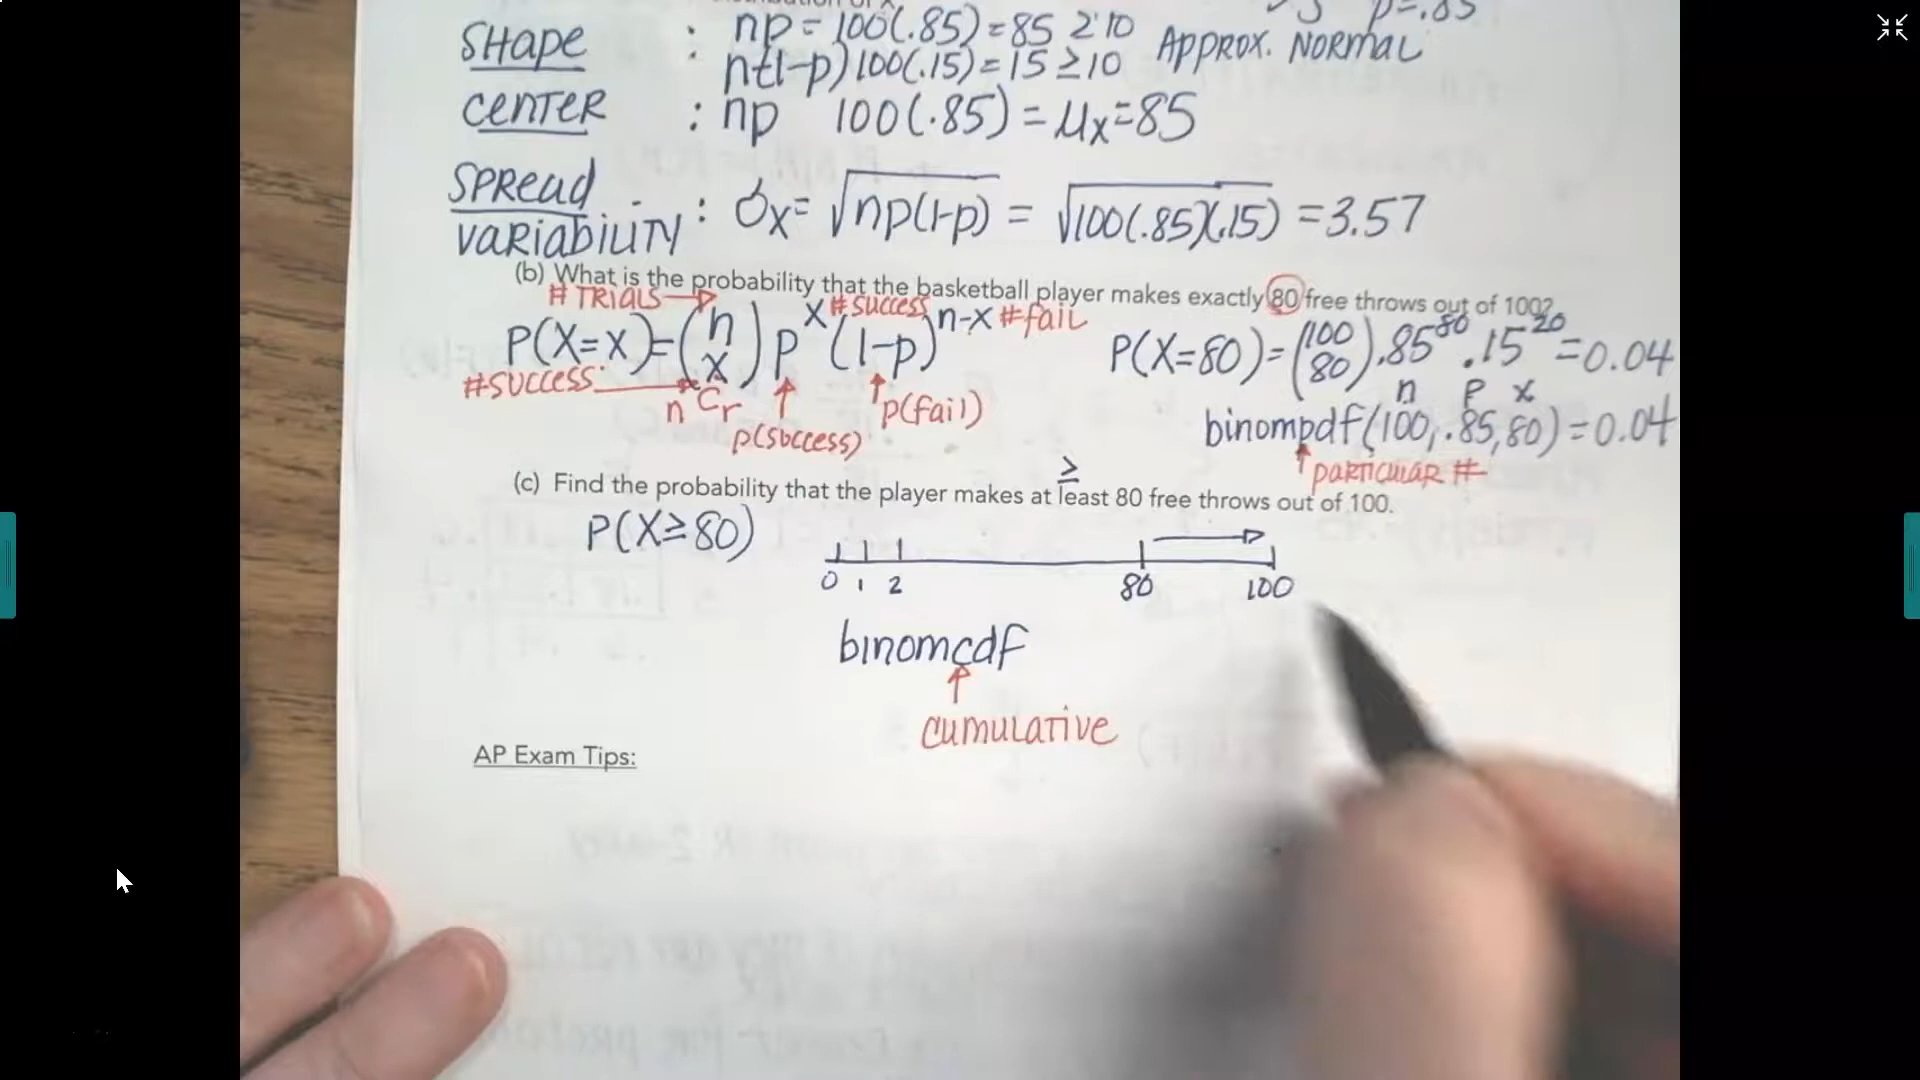 p=.85
SHAPE : np = 100(.85) = 85 ≥ 10 APPROX. NORMAL
n(1-p) 100(.15) = 15 ≥ 10
CENTER : np 100(.85) = μx = 85
SPREAD
VARIABILITY : σx = √np(1-p) = √100(.85)(.15) = 3.57
(b) What is the probability that the basketball player makes exactly 80 free throws out of 100?
# TRIALS → x #success n-x #fail
P(X=x) = (n x) p^x (1-p)^n-x P(X=80) = (100 80) .85^80 .15^20 = 0.04
#success → nCr p(success) p(fail) n p x
binompdf(100, .85, 80) = 0.04
particular #
≥
(c) Find the probability that the player makes at least 80 free throws out of 100.
P(X≥80)
0 1 2 80 100
binomcdf
cumulative
AP Exam Tips: